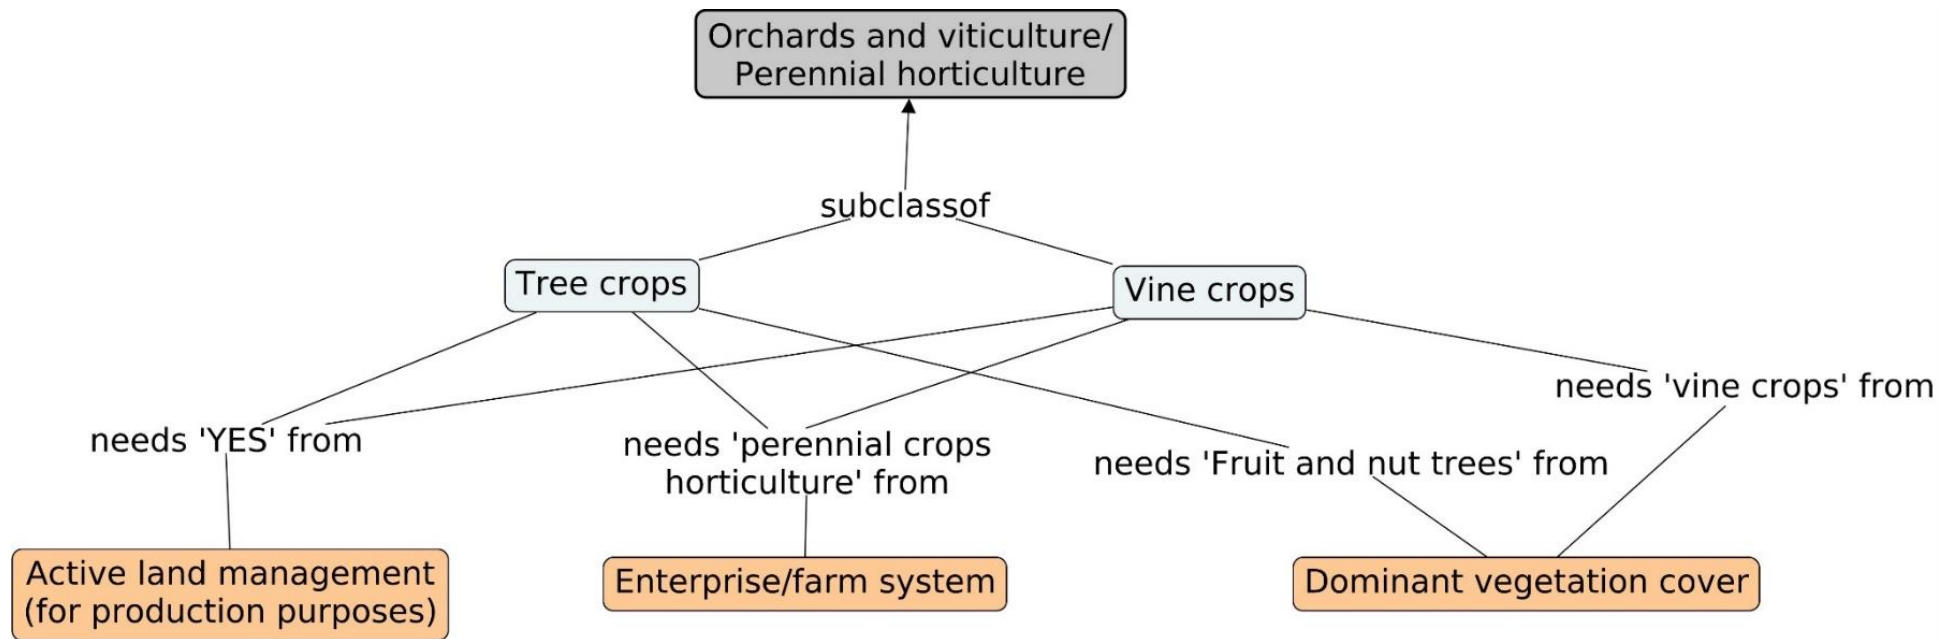 Orchards and viticulture/
Perennial horticulture
subclassof
Tree crops
Vine crops
needs 'vine crops' from
needs 'YES' from
needs 'perennial crops
horticulture' from
needs 'Fruit and nut trees' from
Active land management
(for production purposes)
Enterprise/farm system
Dominant vegetation cover